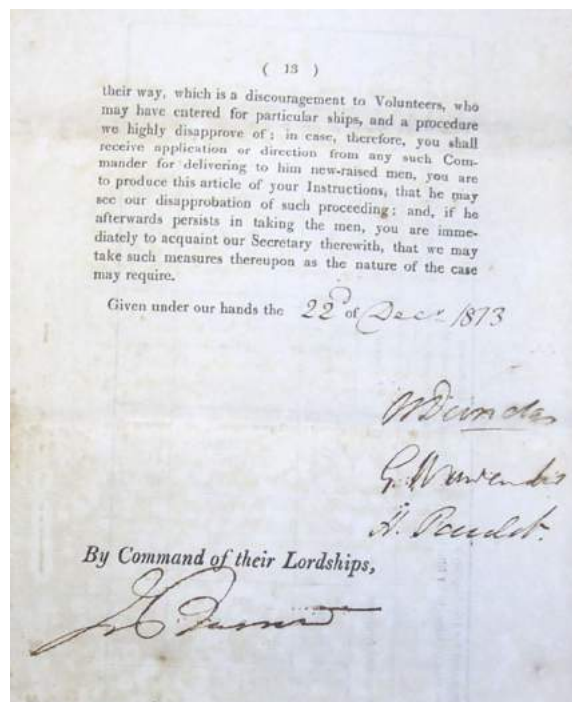 ( 13 )
their way, which is a discouragement to Volunteers, who
may have entered for particular ships, and a procedure
we highly disapprove of; in case, therefore, you shall
receive application or direction from any such Com-
mander for delivering to him new-raised men, you are
to produce this article of your Instructions, that he may
see our disapprobation of such proceeding; and, if he
afterwards persists in taking the men, you are imme-
diately to acquaint our Secretary therewith, that we may
take such measures thereupon as the nature of the case
may require.
Given under our hands the 22d of Decr 1813
WDundas
G. Warrender
H. Paulet.
By Command of their Lordships,